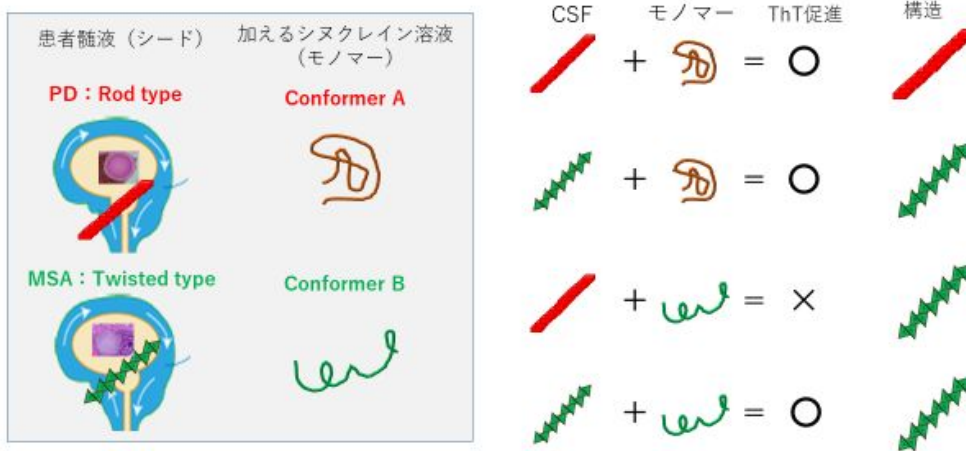 患者髄液（シード）
加えるシヌクレイン溶液
（モノマー）
PD：Rod type
Conformer A
MSA：Twisted type
Conformer B
CSF モノマー ThT促進 構造
+ = ○
+ = ○
+ = ×
+ = ○